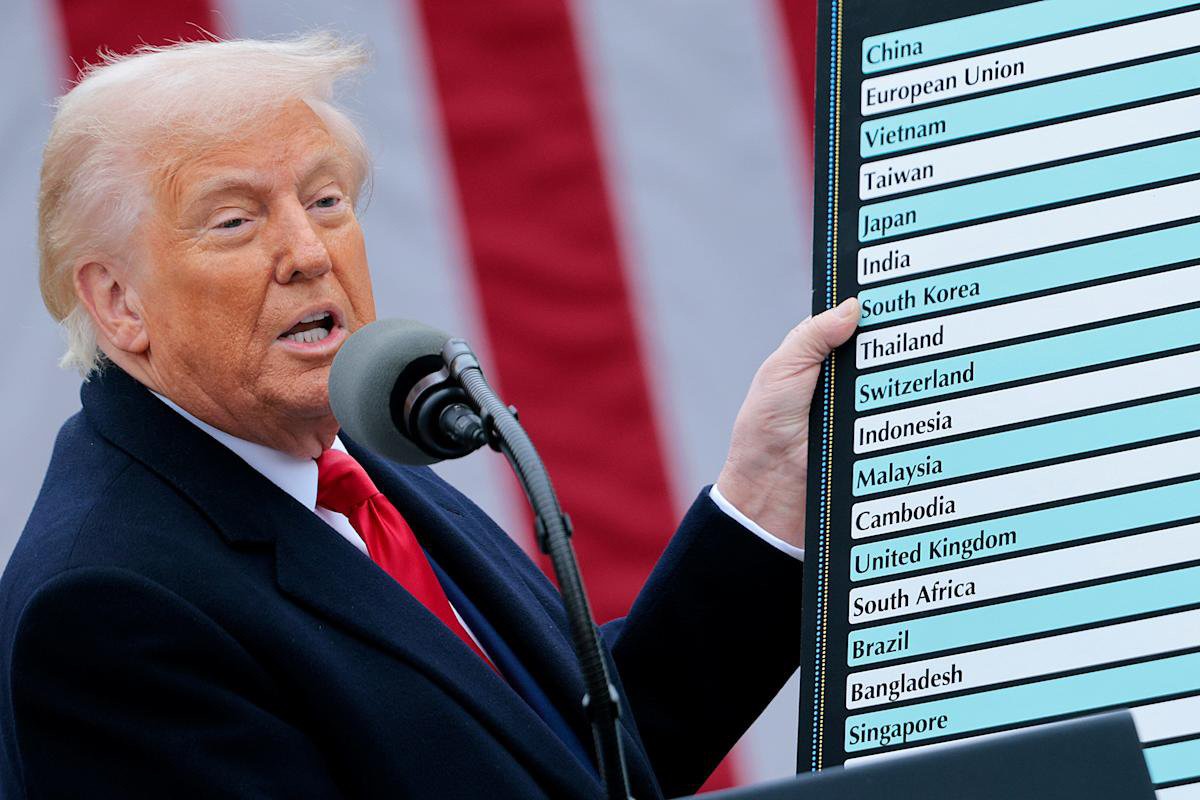 China
European Union
Vietnam
Taiwan
Japan
India
South Korea
Thailand
Switzerland
Indonesia
Malaysia
Cambodia
United Kingdom
South Africa
Brazil
Bangladesh
Singapore